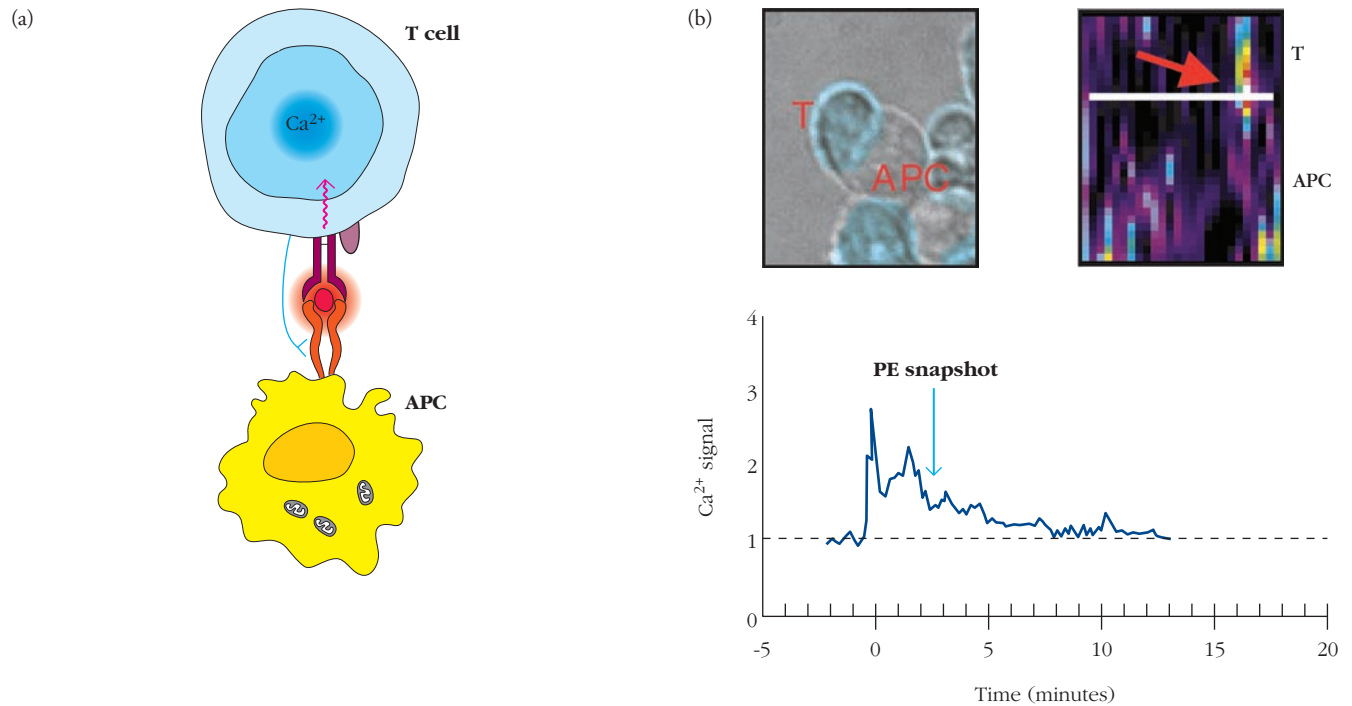 (a)
T cell
Ca²⁺
APC
(b)
T
APC
T
APC
4
3
2
1
0
Ca²⁺ signal
PE snapshot
-5 0 5 10 15 20
Time (minutes)